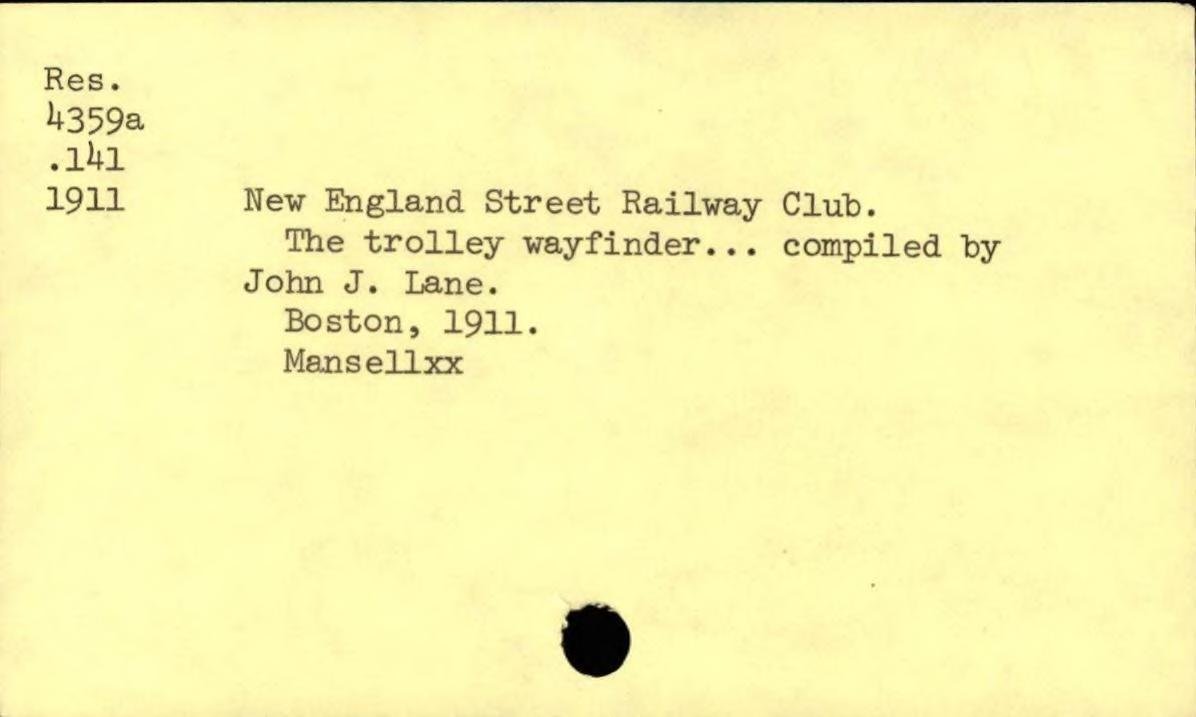 Res.
4359a
.141
1911
New England Street Railway Club.
The trolley wayfinder... compiled by
John J. Lane.
Boston, 1911.
Mansellxx